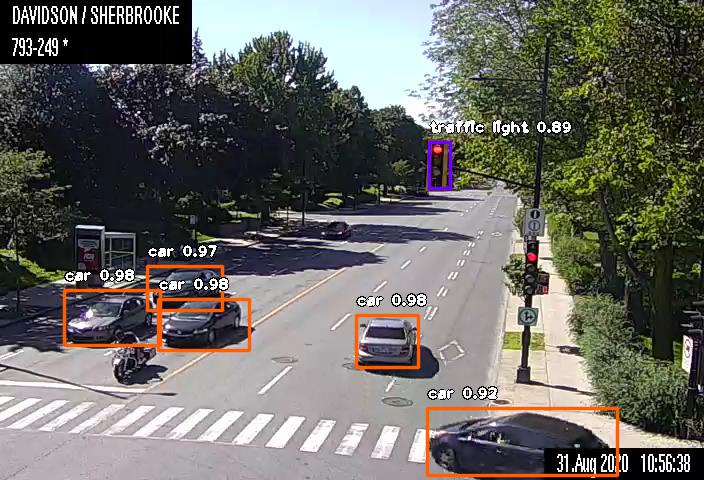 DAVIDSON / SHERBROOKE
793-249 *
traffic light 0.89
car 0.97
car 0.98
car 0.98
car 0.98
car 0.92
31.Aug 2020 10:56:38